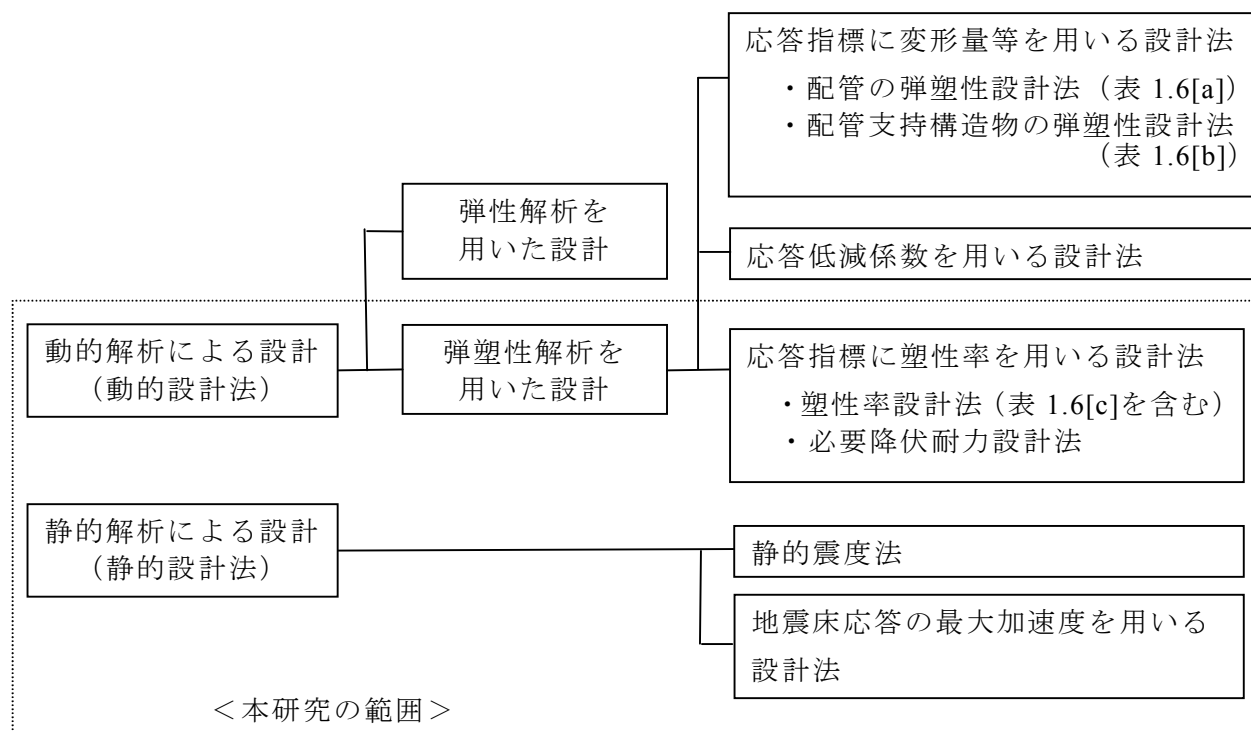 応答指標に変形量等を用いる設計法
・配管の弾塑性設計法（表 1.6[a]）
・配管支持構造物の弾塑性設計法
（表 1.6[b]）
弾性解析を
用いた設計
応答低減係数を用いる設計法
動的解析による設計
（動的設計法）
弾塑性解析を
用いた設計
応答指標に塑性率を用いる設計法
・塑性率設計法（表 1.6[c]を含む）
・必要降伏耐力設計法
静的解析による設計
（静的設計法）
静的震度法
地震床応答の最大加速度を用いる
設計法
＜本研究の範囲＞